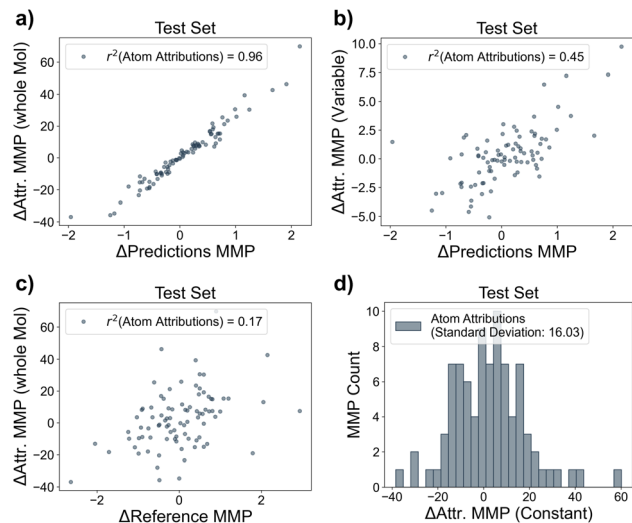 a)
Test Set
r²(Atom Attributions) = 0.96
ΔAttr. MMP (whole Mol)
60
40
20
0
−20
−40
−2
−1
0
1
2
ΔPredictions MMP
b)
Test Set
r²(Atom Attributions) = 0.45
ΔAttr. MMP (Variable)
10.0
7.5
5.0
2.5
0.0
−2.5
−5.0
−2
−1
0
1
2
ΔPredictions MMP
c)
Test Set
r²(Atom Attributions) = 0.17
ΔAttr. MMP (whole Mol)
60
40
20
0
−20
−40
−2
0
2
ΔReference MMP
d)
Test Set
Atom Attributions
(Standard Deviation: 16.03)
MMP Count
10
8
6
4
2
0
−40
−20
0
20
40
60
ΔAttr. MMP (Constant)